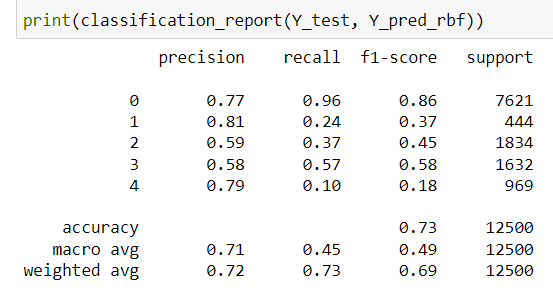 print(classification_report(Y_test, Y_pred_rbf))
precision recall f1-score support
0 0.77 0.96 0.86 7621
1 0.81 0.24 0.37 444
2 0.59 0.37 0.45 1834
3 0.58 0.57 0.58 1632
4 0.79 0.10 0.18 969
accuracy 0.73 12500
macro avg 0.71 0.45 0.49 12500
weighted avg 0.72 0.73 0.69 12500